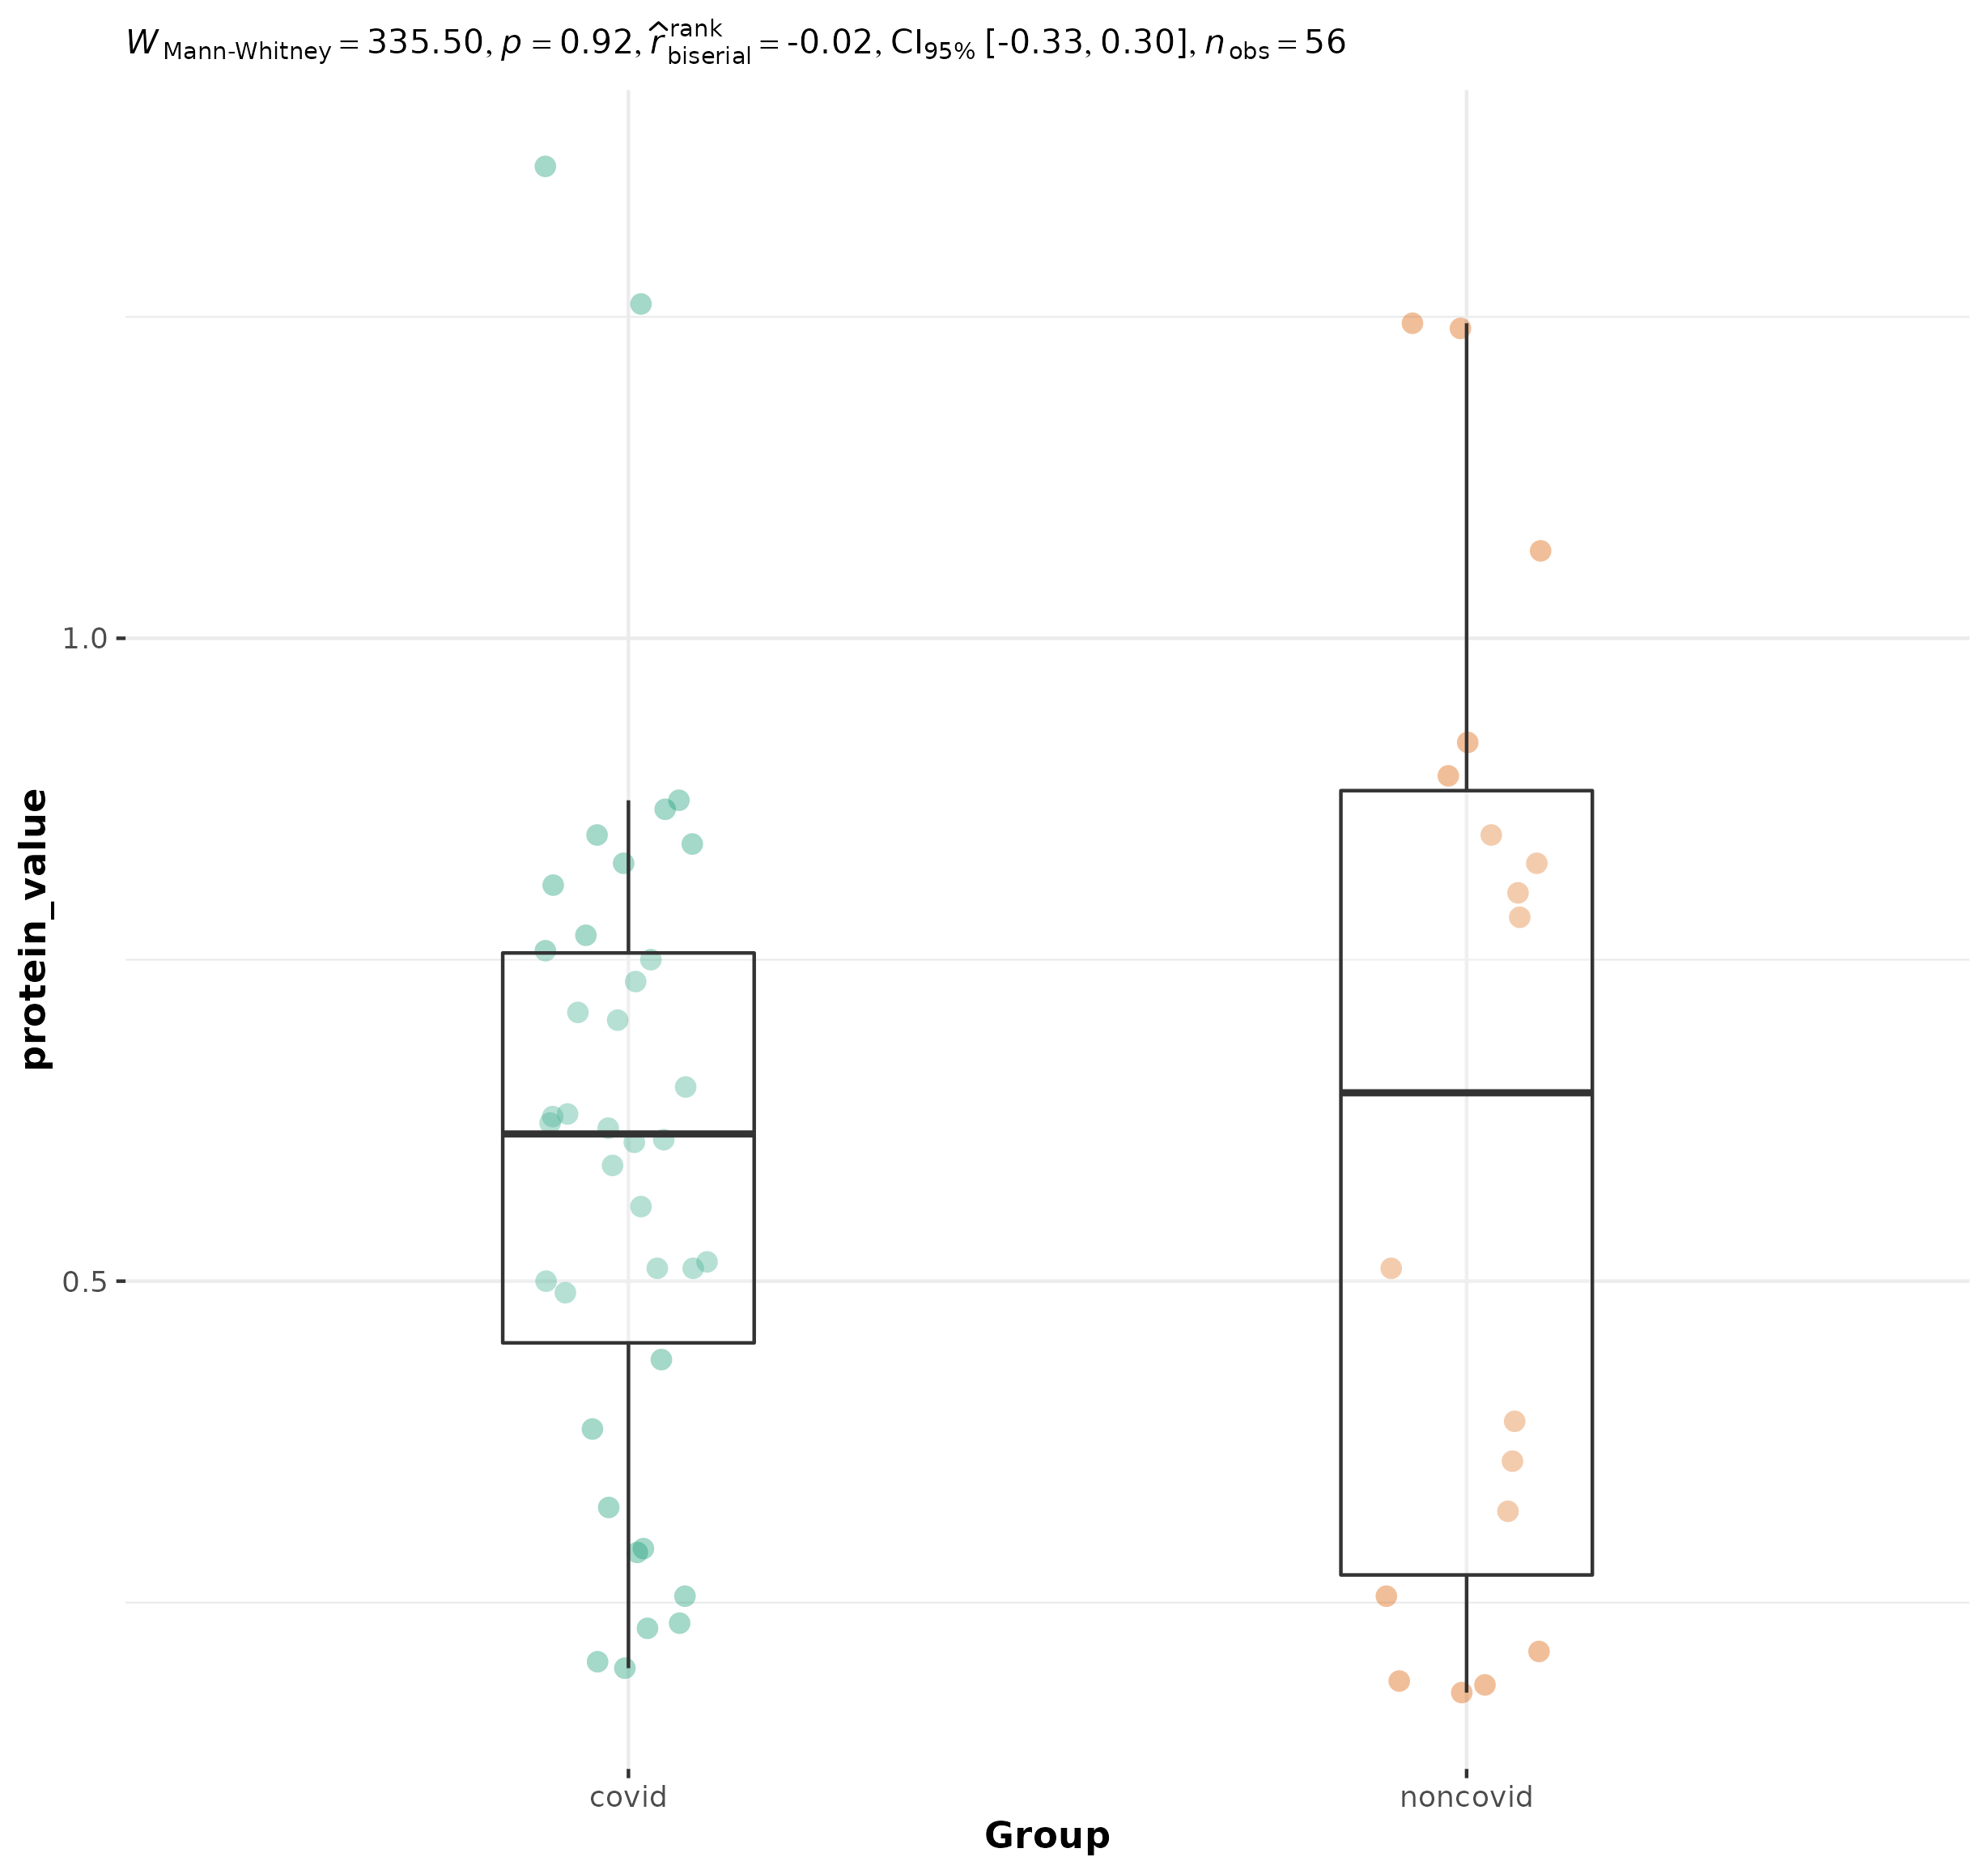 W Mann-Whitney = 335.50, p = 0.92, r̂ rank biserial = -0.02, CI95% [-0.33, 0.30], n obs = 56
1.0
0.5
protein_value
covid noncovid
Group